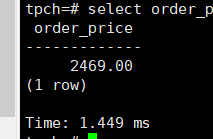 tpch=# select order_p
order_price
-------------
2469.00
(1 row)
Time: 1.449 ms